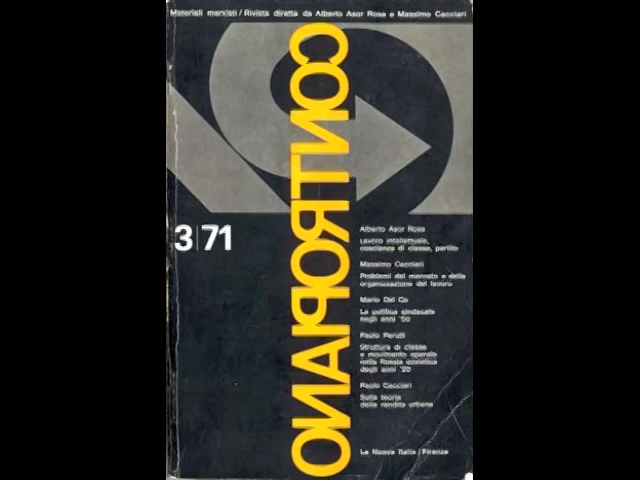 Materiali marxisti / Rivista diretta da Alberto Asor Rosa e Massimo Cacciari
CONTROPIANO
3|71
Alberto Asor Rosa
Lavoro intellettuale,
coscienza di classe, partito
Massimo Cacciari
Problemi del mercato e della
organizzazione del lavoro
Mario Dal Co
La politica sindacale
negli anni '50
Paolo Perulli
Struttura di classe
e movimento operaio
nella Russia sovietica
degli anni '20
Paolo Cacciari
Sulla teoria
della rendita urbana
La Nuova Italia / Firenze